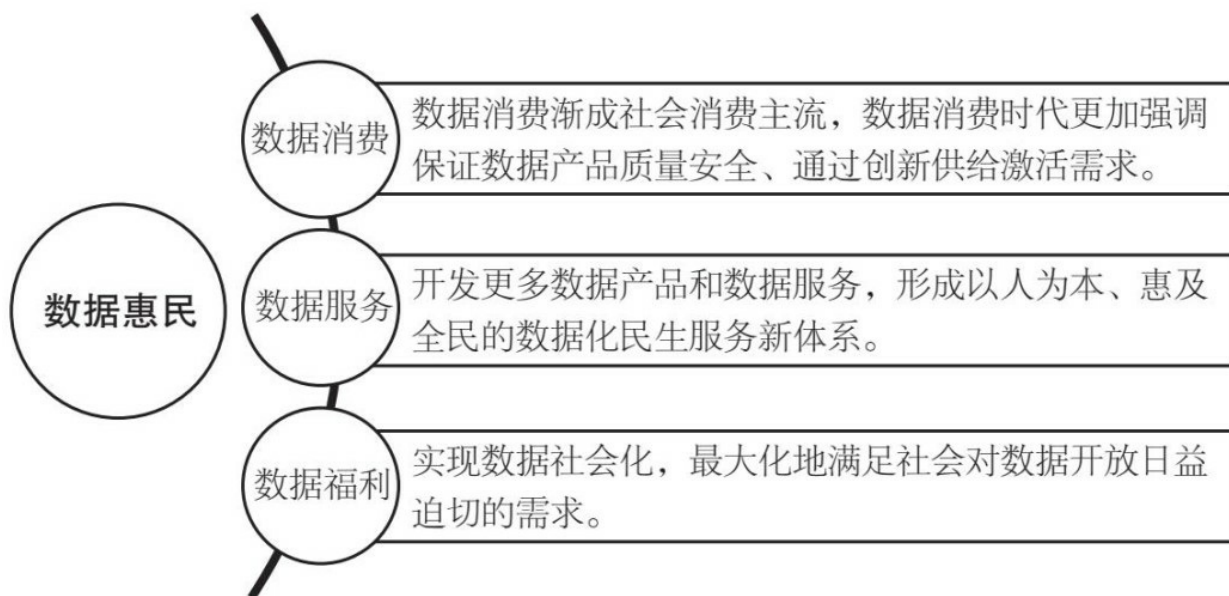 数据消费
数据消费渐成社会消费主流，数据消费时代更加强调
保证数据产品质量安全、通过创新供给激活需求。
数据惠民
数据服务
开发更多数据产品和数据服务，形成以人为本、惠及
全民的数据化民生服务新体系。
数据福利
实现数据社会化，最大化地满足社会对数据开放日益
迫切的需求。